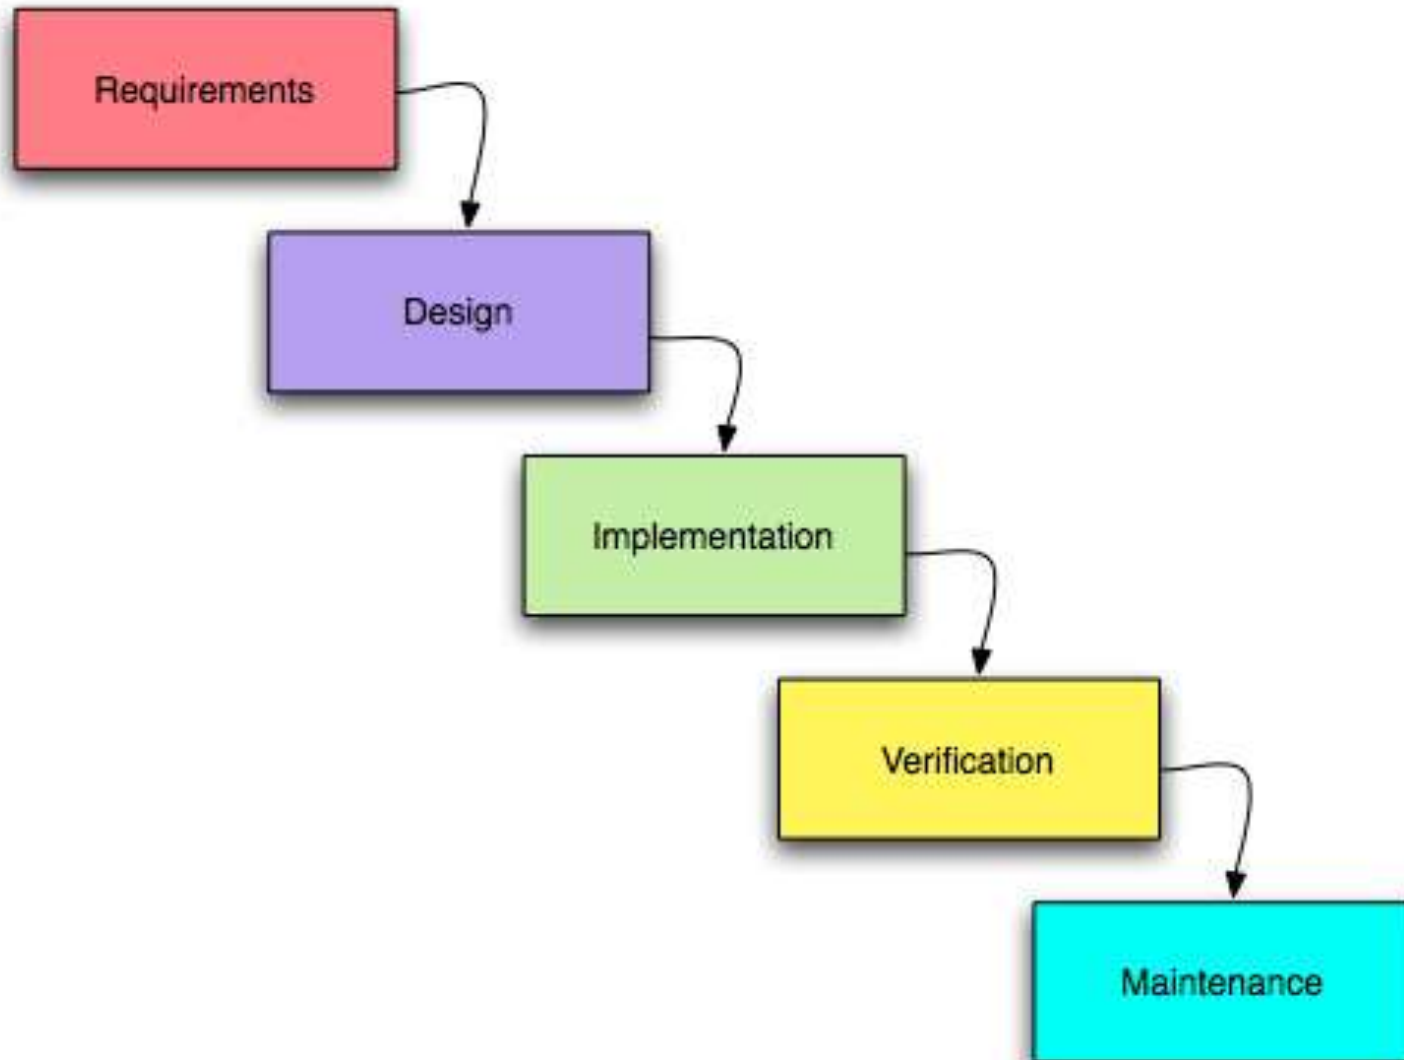 Requirements
Design
Implementation
Verification
Maintenance